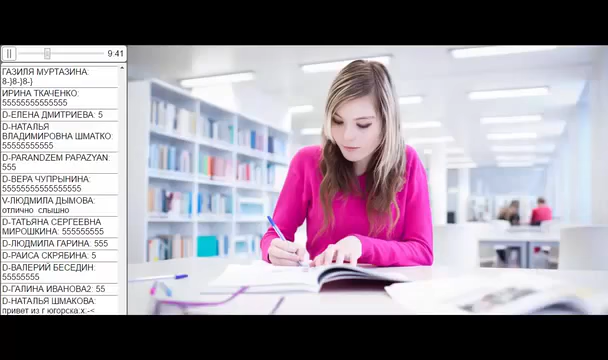 9:41
ГАЗИЛЯ МУРТАЗИНА:
8-}8-}8-}
ИРИНА ТКАЧЕНКО:
55555555555555
D-ЕЛЕНА ДМИТРИЕВА: 5
D-НАТАЛЬЯ
ВЛАДИМИРОВНА ШМАТКО:
55555555555
D-PARANDZEM PAPAZYAN:
555
D-ВЕРА ЧУПРЫНИНА:
55555555555555555
V-ЛЮДМИЛА ДЫМОВА:
отлично слышно
D-ТАТЬЯНА СЕРГЕЕВНА
МИРОШКИНА: 555555555
D-ЛЮДМИЛА ГАРИНА: 555
D-РАИСА СКРЯБИНА: 5
D-ВАЛЕРИЙ БЕСЕДИН:
55555555
D-ГАЛИНА ИВАНОВА2: 55
D-НАТАЛЬЯ ШМАКОВА:
привет из г югорска:x:-<